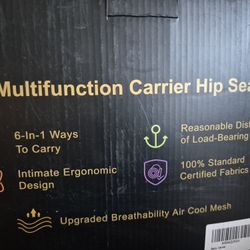 Multifunction Carrier Hip Sea
6-In-1 Ways
To Carry
Reasonable Dist
of Load-Bearing
Intimate Ergonomic
Design
100% Standard
Certified Fabrics
Upgraded Breathability Air Cool Mesh